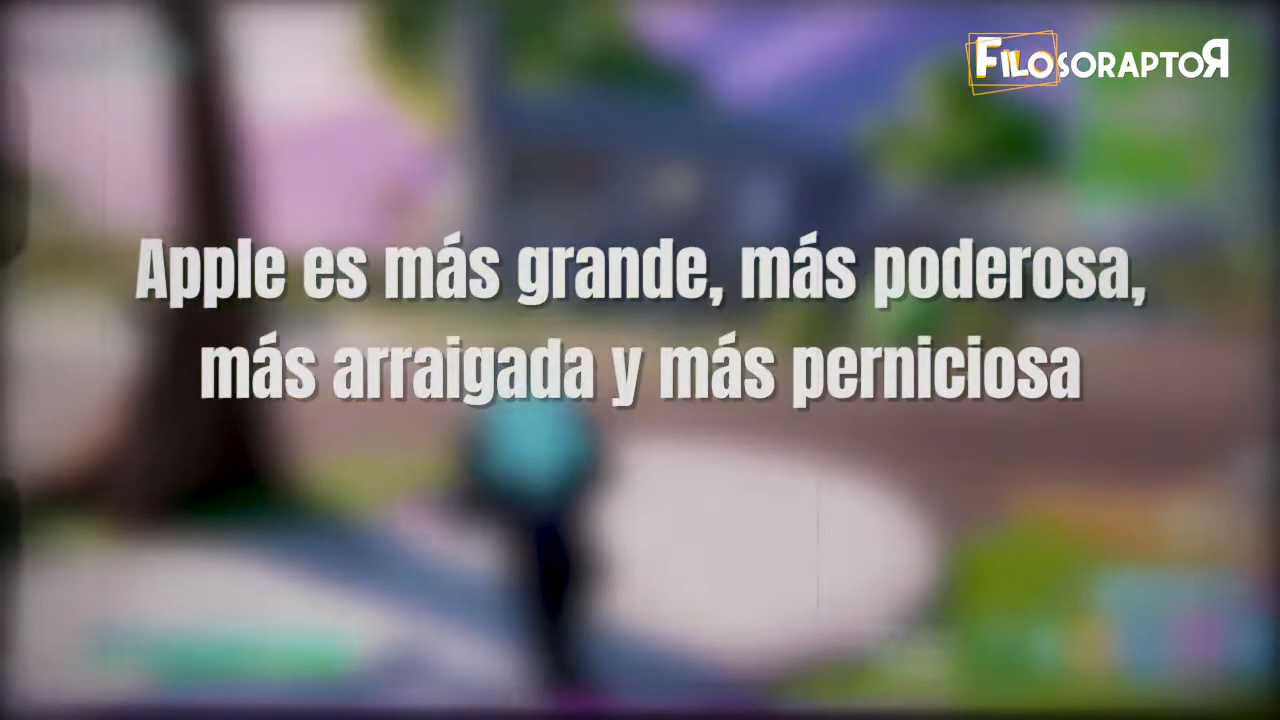 FILOSORAPTOR
Apple es más grande, más poderosa,
más arraigada y más perniciosa